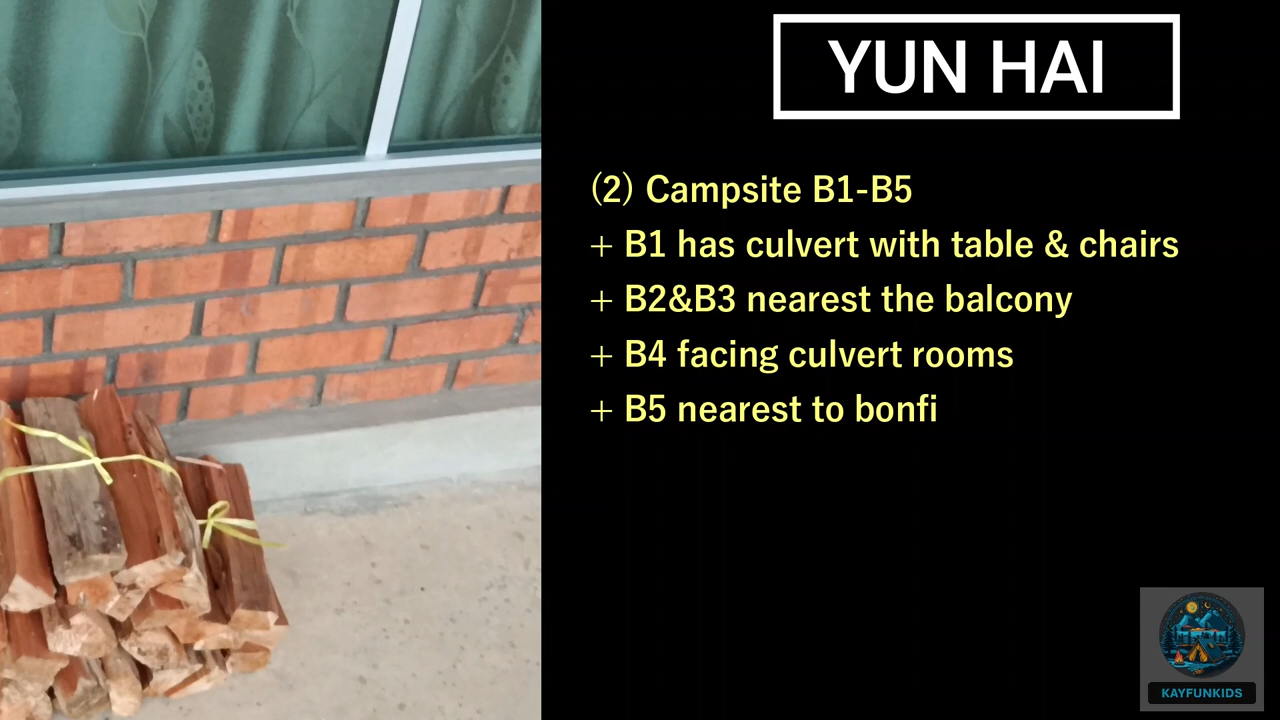 YUN HAI
(2) Campsite B1-B5
+ B1 has culvert with table & chairs
+ B2&B3 nearest the balcony
+ B4 facing culvert rooms
+ B5 nearest to bonfi
KAYFUNKIDS